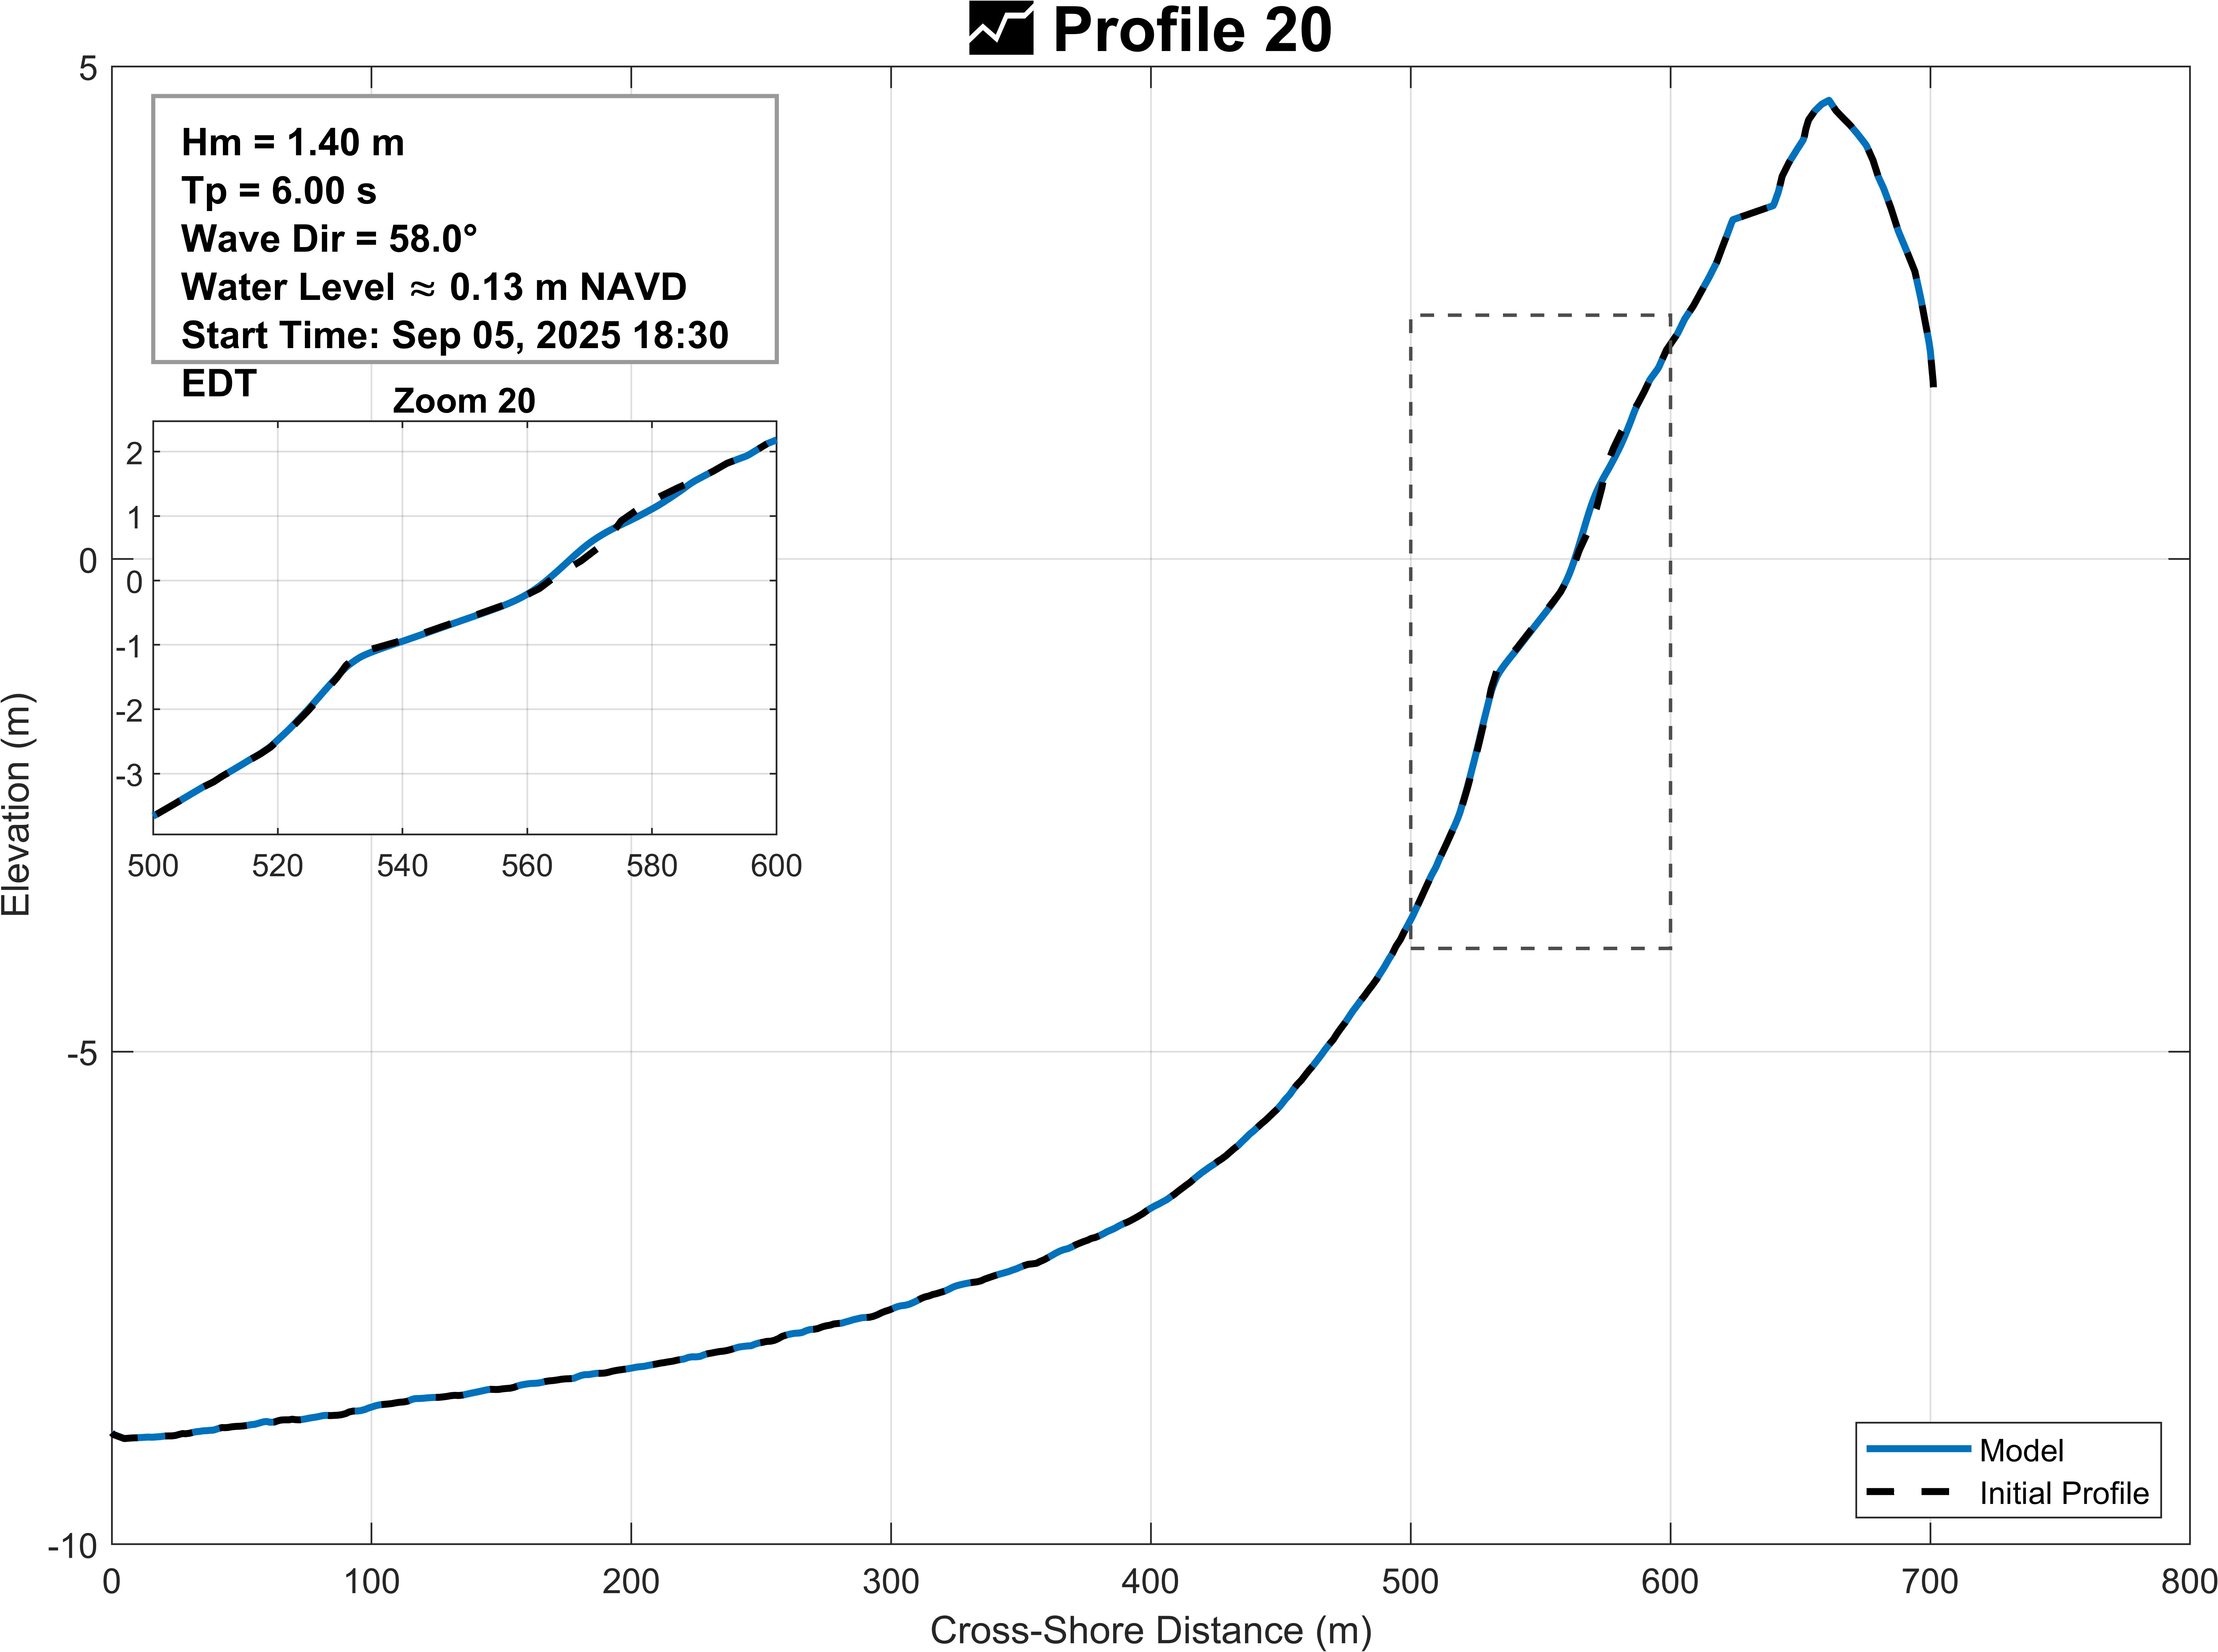 Profile 20
5
0
-5
-10
Elevation (m)
Hm = 1.40 m
Tp = 6.00 s
Wave Dir = 58.0°
Water Level ≈ 0.13 m NAVD
Start Time: Sep 05, 2025 18:30
EDT
Zoom 20
2
1
0
-1
-2
-3
500 520 540 560 580 600
Model
Initial Profile
0 100 200 300 400 500 600 700 800
Cross-Shore Distance (m)